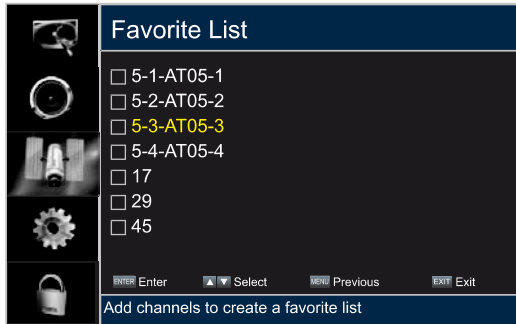 Favorite List
5-1-AT05-1
5-2-AT05-2
5-3-AT05-3
5-4-AT05-4
17
29
45
ENTER Enter ▲ ▼ Select MENU Previous EXIT Exit
Add channels to create a favorite list